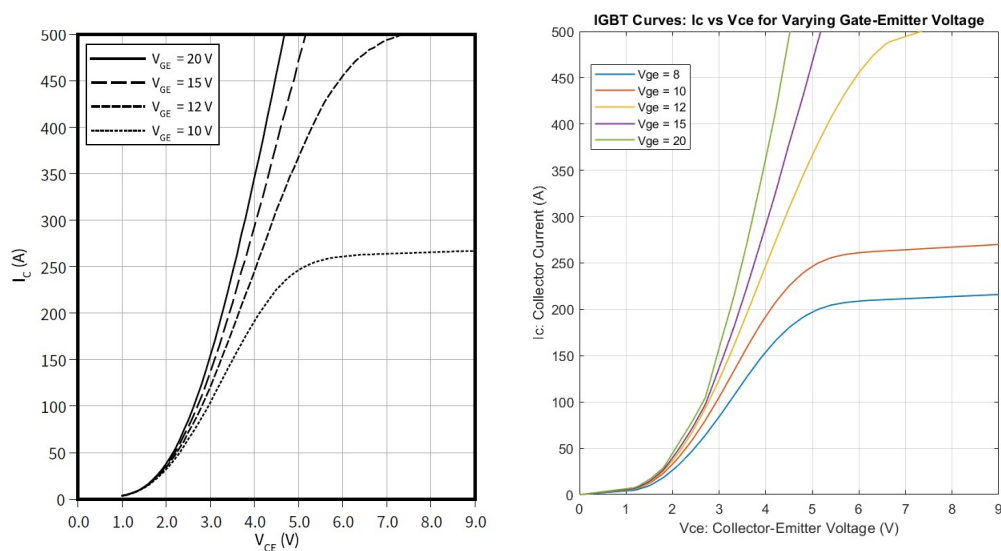 500
450
400
350
300
250
200
150
100
50
0
I_C (A)
V_GE = 20 V
V_GE = 15 V
V_GE = 12 V
V_GE = 10 V
0.0 1.0 2.0 3.0 4.0 5.0 6.0 7.0 8.0 9.0
V_CE (V)
IGBT Curves: Ic vs Vce for Varying Gate-Emitter Voltage
500
450
400
350
300
250
200
150
100
50
0
Ic: Collector Current (A)
Vge = 8
Vge = 10
Vge = 12
Vge = 15
Vge = 20
0 1 2 3 4 5 6 7 8 9
Vce: Collector-Emitter Voltage (V)